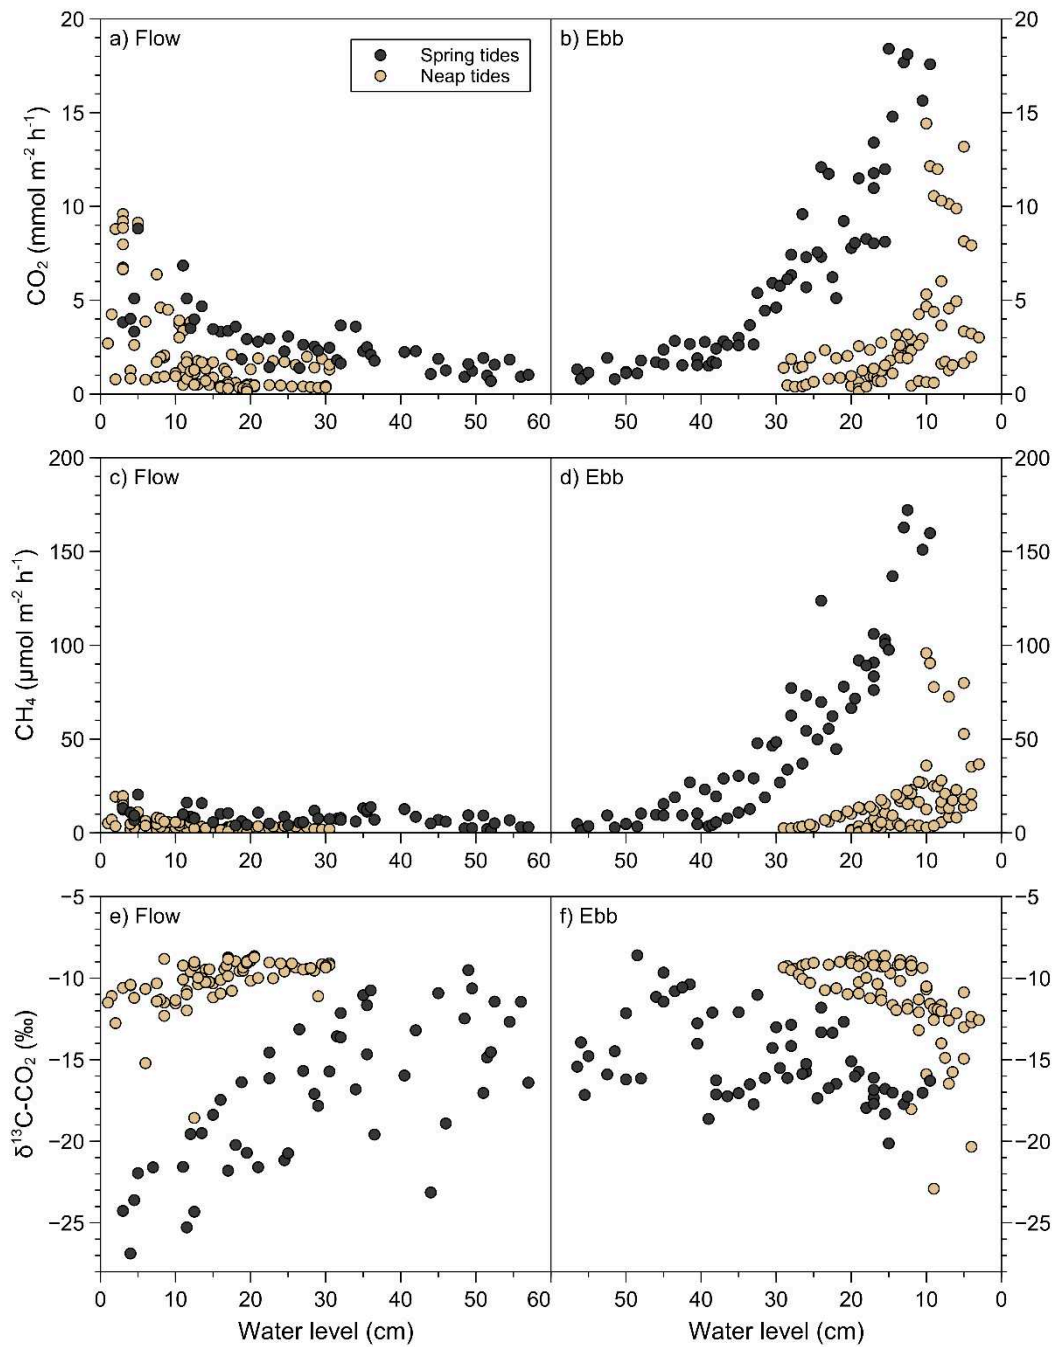 a) Flow
Spring tides
Neap tides
b) Ebb
20
15
10
5
0
CO₂ (mmol m⁻² h⁻¹)
20
15
10
5
0
0 10 20 30 40 50 60 50 40 30 20 10 0
c) Flow
d) Ebb
200
150
100
50
0
CH₄ (µmol m⁻² h⁻¹)
200
150
100
50
0
0 10 20 30 40 50 60 50 40 30 20 10 0
e) Flow
f) Ebb
−5
−10
−15
−20
−25
δ¹³C-CO₂ (‰)
−5
−10
−15
−20
−25
0 10 20 30 40 50 60 50 40 30 20 10 0
Water level (cm)
Water level (cm)